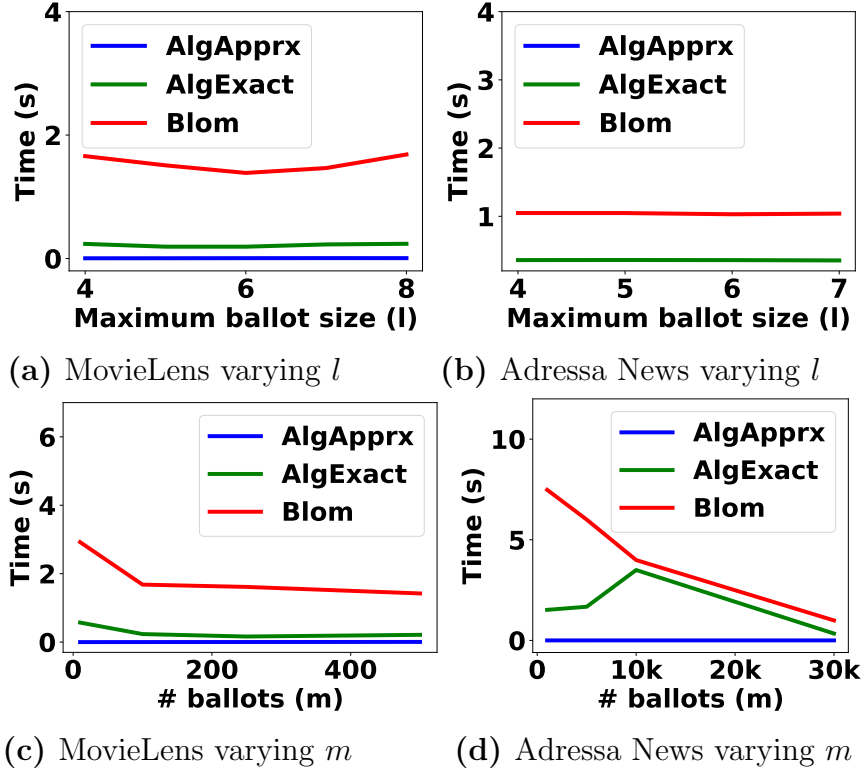 4
2
0
Time (s)
AlgApprx
AlgExact
Blom
4 6 8
Maximum ballot size (l)
(a) MovieLens varying l
4
3
2
1
Time (s)
AlgApprx
AlgExact
Blom
4 5 6 7
Maximum ballot size (l)
(b) Adressa News varying l
6
4
2
0
Time (s)
AlgApprx
AlgExact
Blom
0 200 400
# ballots (m)
(c) MovieLens varying m
10
5
0
Time (s)
AlgApprx
AlgExact
Blom
0 10k 20k 30k
# ballots (m)
(d) Adressa News varying m